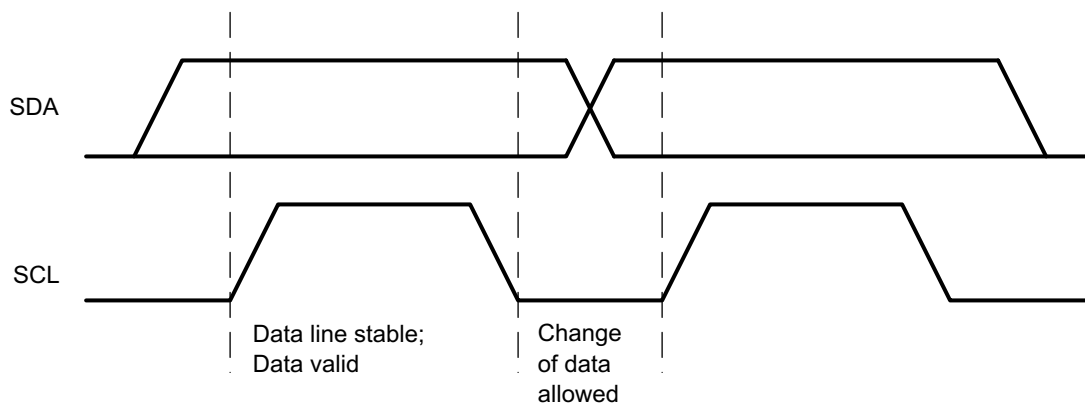 SDA
SCL
Data line stable;
Data valid
Change
of data
allowed